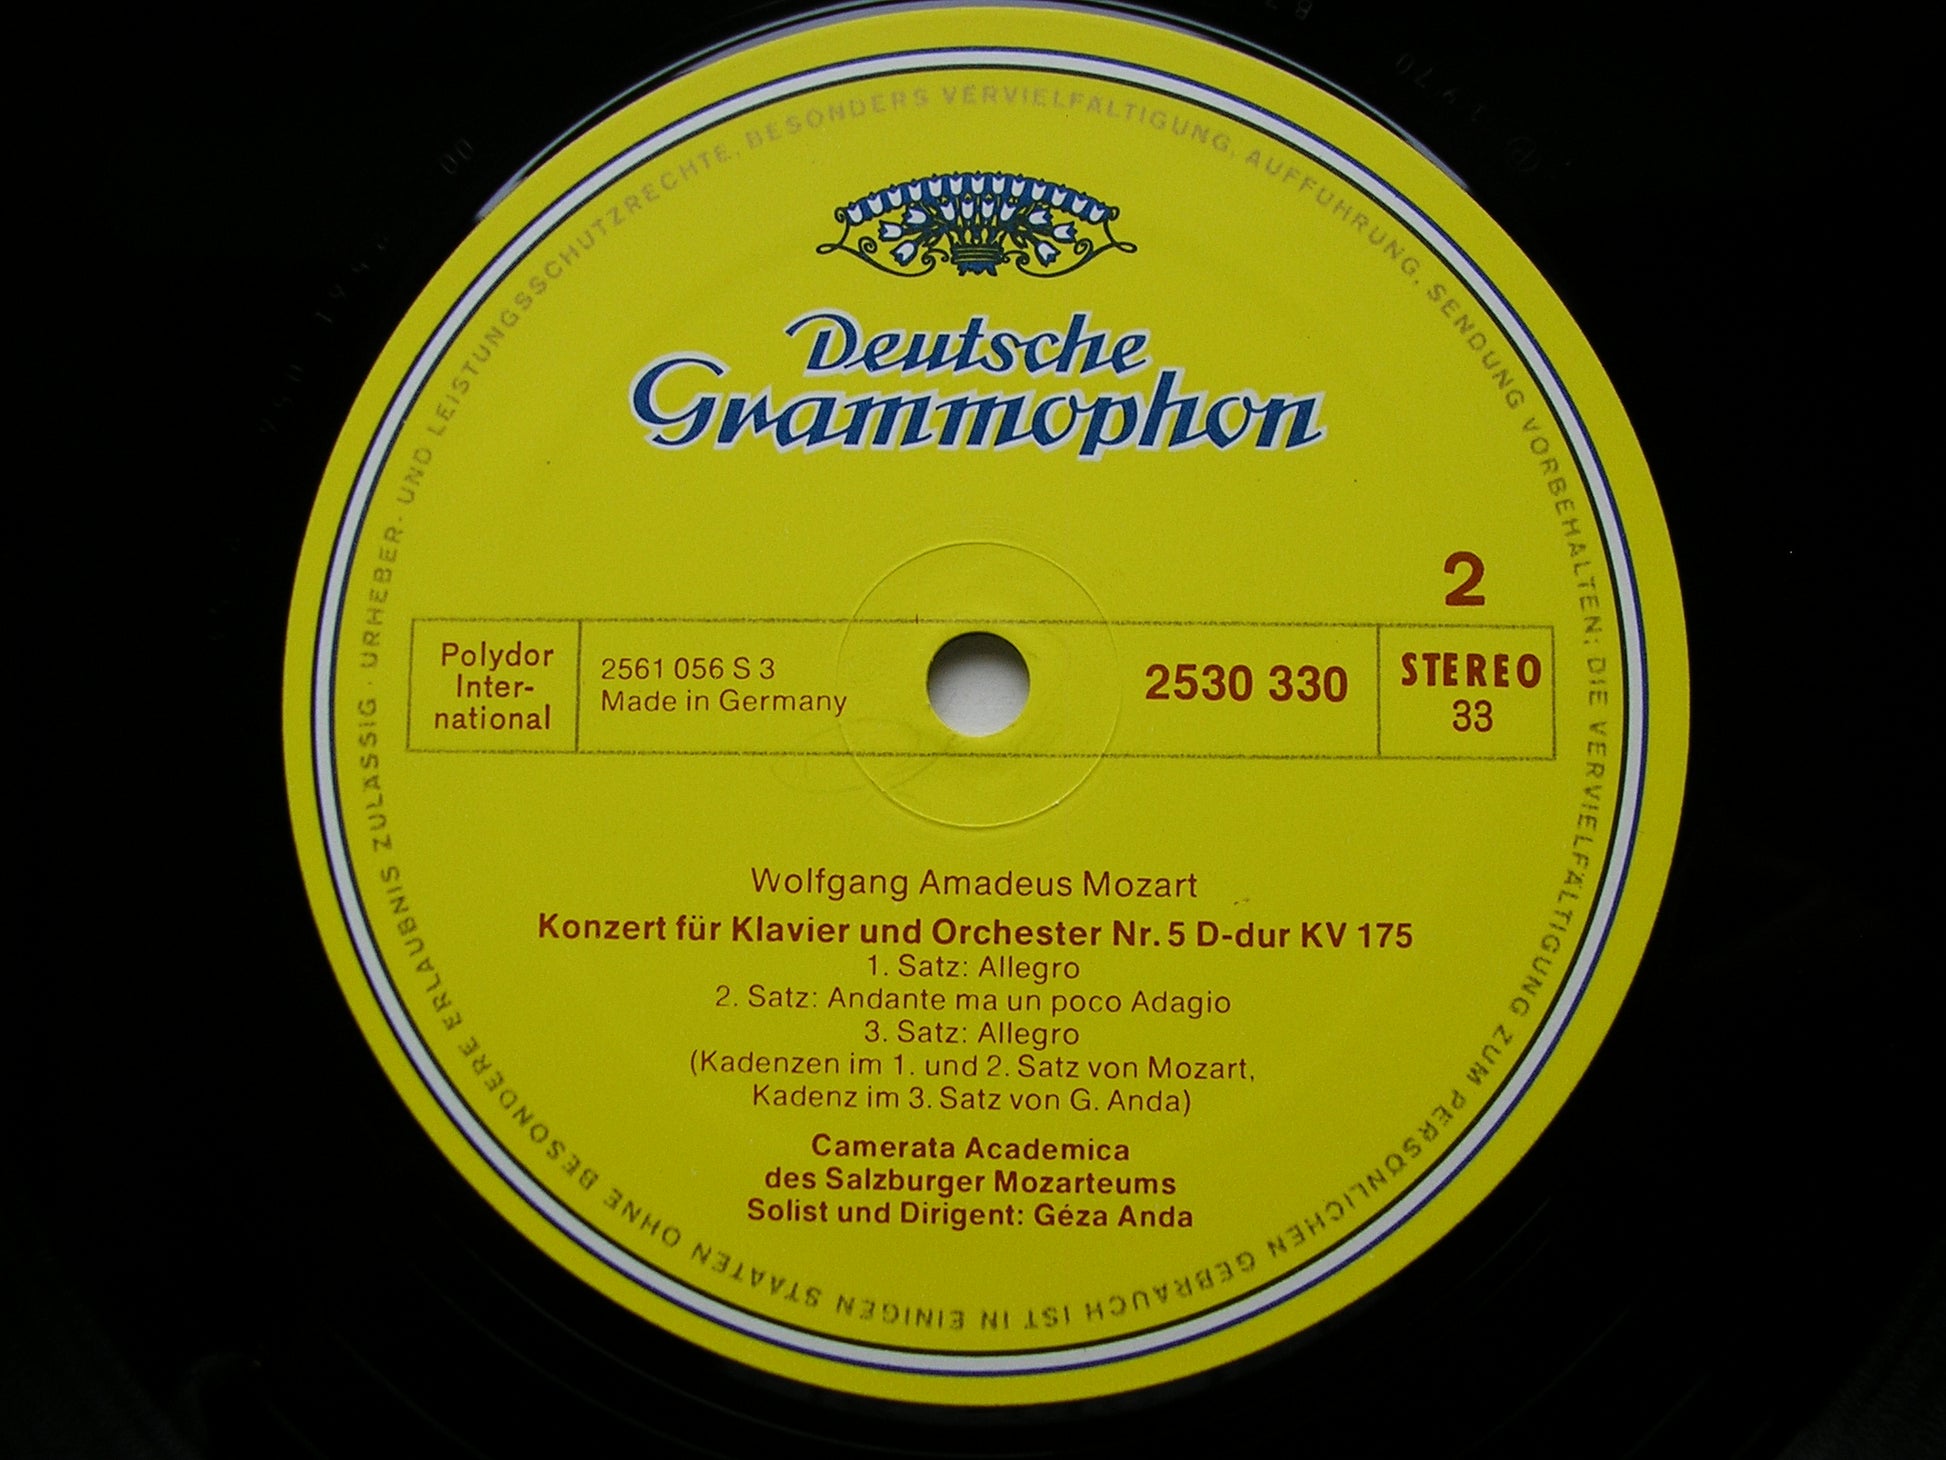 Deutsche
Grammophon
2
Polydor
Inter-
national
2561 056 S 3
Made in Germany
2530 330
STEREO
33
Wolfgang Amadeus Mozart
Konzert für Klavier und Orchester Nr. 5 D-dur KV 175
1. Satz: Allegro
2. Satz: Andante ma un poco Adagio
3. Satz: Allegro
(Kadenzen im 1. und 2. Satz von Mozart,
Kadenz im 3. Satz von G. Anda)
Camerata Academica
des Salzburger Mozarteums
Solist und Dirigent: Géza Anda
URHEBER- UND LEISTUNGSSCHUTZRECHTE, BESONDERS VERVIELFÄLTIGUNG, AUFFÜHRUNG, SENDUNG VORBEHALTEN; DIE VERVIELFÄLTIGUNG ZUM PERSÖNLICHEN GEBRAUCH IST IN EINIGEN STAATEN OHNE BESONDERE ERLAUBNIS ZULÄSSIG ·
Ⓟ 1970
00